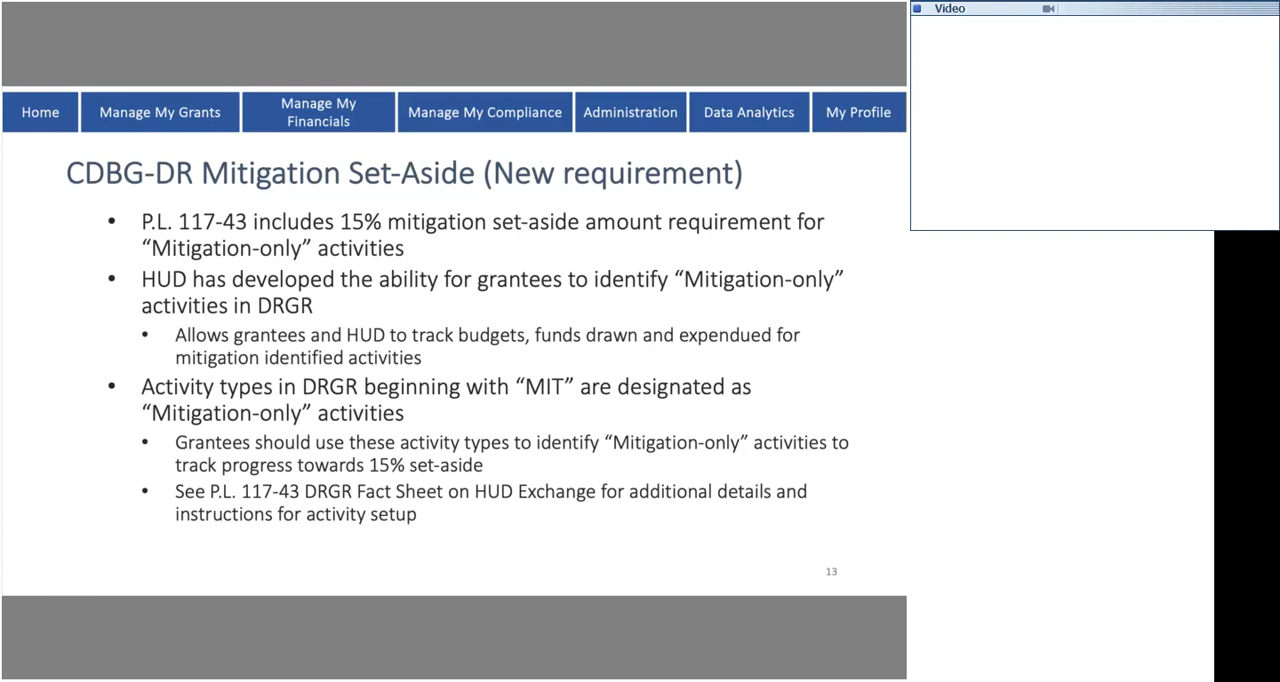 Video
Home
Manage My Grants
Manage My
Financials
Manage My Compliance
Administration
Data Analytics
My Profile
CDBG-DR Mitigation Set-Aside (New requirement)
• P.L. 117-43 includes 15% mitigation set-aside amount requirement for
“Mitigation-only” activities
• HUD has developed the ability for grantees to identify “Mitigation-only”
activities in DRGR
• Allows grantees and HUD to track budgets, funds drawn and expendued for
mitigation identified activities
• Activity types in DRGR beginning with “MIT” are designated as
“Mitigation-only” activities
• Grantees should use these activity types to identify “Mitigation-only” activities to
track progress towards 15% set-aside
• See P.L. 117-43 DRGR Fact Sheet on HUD Exchange for additional details and
instructions for activity setup
13